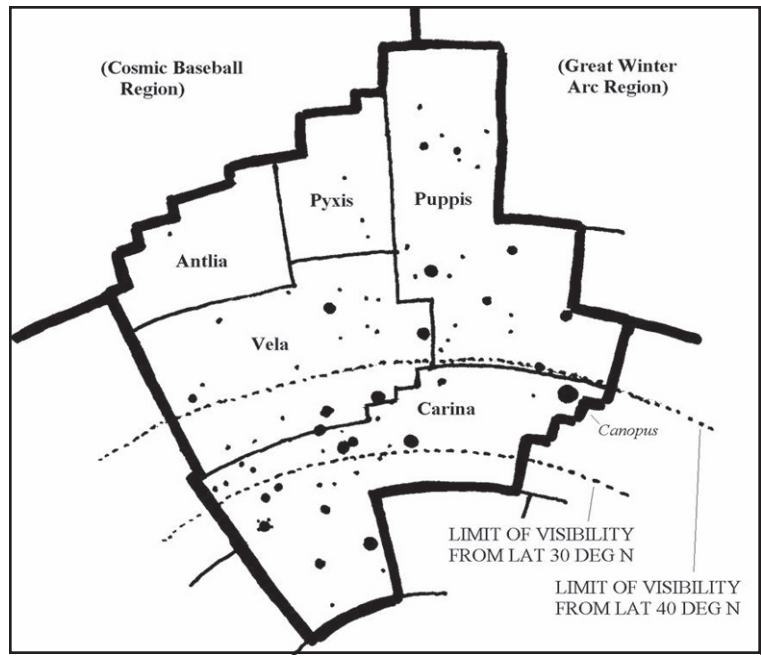 (Cosmic Baseball
Region)
(Great Winter
Arc Region)
Pyxis
Puppis
Antlia
Vela
Carina
Canopus
LIMIT OF VISIBILITY
FROM LAT 30 DEG N
LIMIT OF VISIBILITY
FROM LAT 40 DEG N